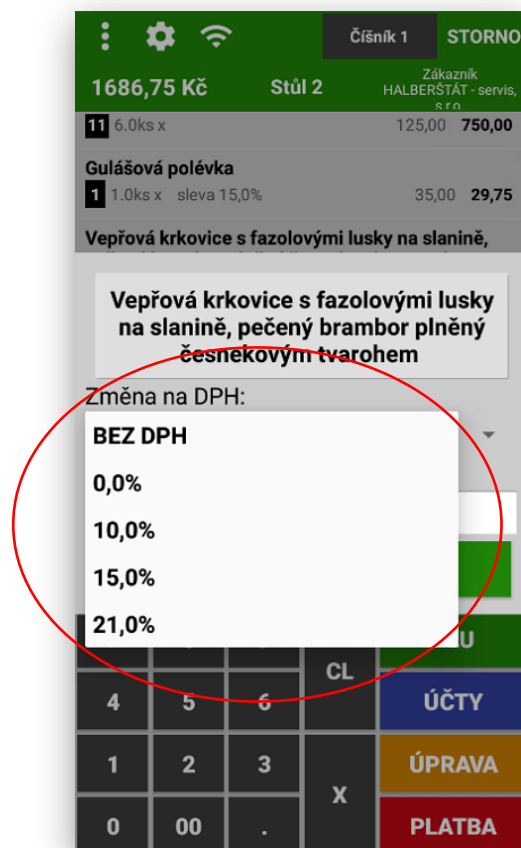 Číšník 1 STORNO
1686,75 Kč Stůl 2 Zákazník
HALBERŠTÁT - servis,
s.r.o.
11 6.0ks x 125,00 750,00
Gulášová polévka
1 1.0ks x sleva 15,0% 35,00 29,75
Vepřová krkovice s fazolovými lusky na slanině,
Vepřová krkovice s fazolovými lusky
na slanině, pečený brambor plněný
česnekovým tvarohem
Změna na DPH:
BEZ DPH
0,0%
10,0%
15,0%
21,0%
U
CL
4 5 6 ÚČTY
1 2 3 ÚPRAVA
X
0 00 . PLATBA